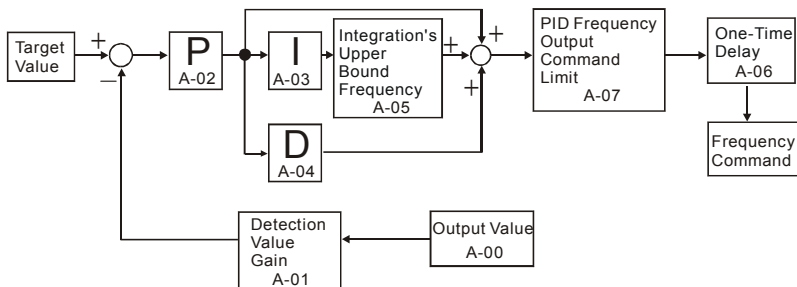 Target
Value
+
−
P
A-02
I
A-03
Integration's
Upper
Bound
Frequency
A-05
D
A-04
+
+
+
PID Frequency
Output
Command
Limit
A-07
One-Time
Delay
A-06
Frequency
Command
Detection
Value
Gain
A-01
Output Value
A-00